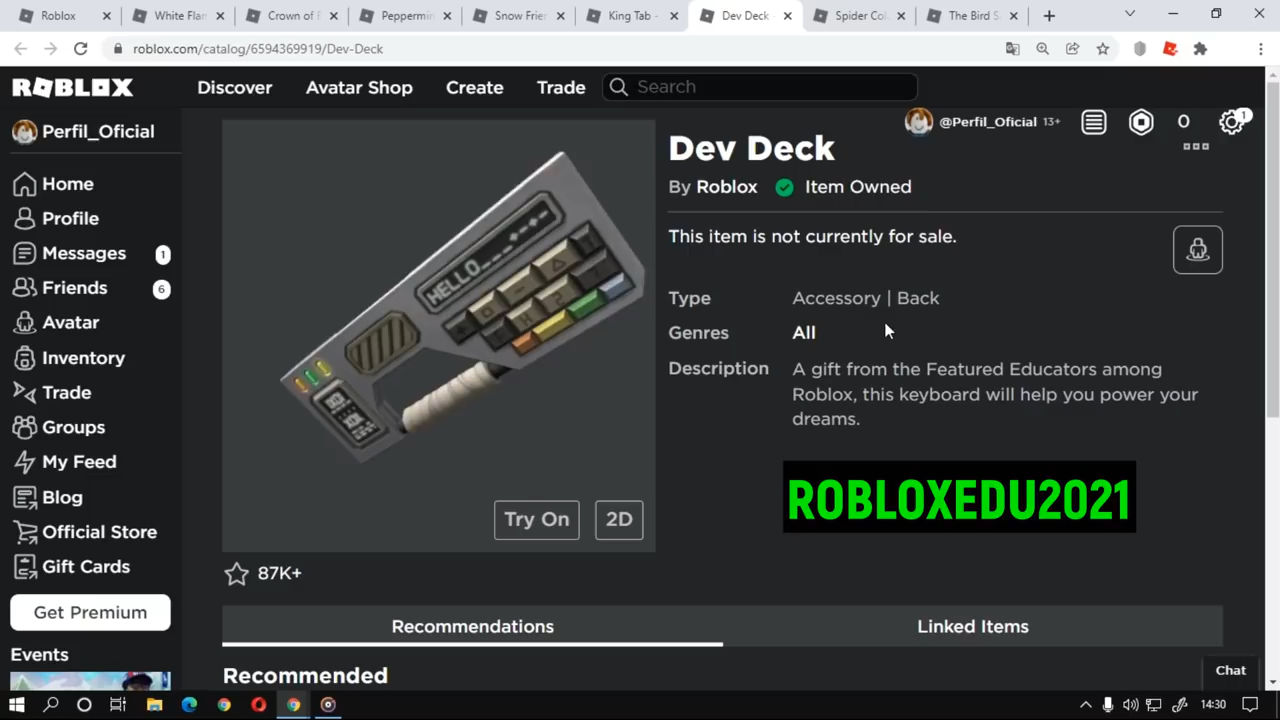 Roblox
White Flan
Crown of F
Peppermin
Snow Frie
King Tab -
Dev Deck -
Spider Col
The Bird S
roblox.com/catalog/6594369919/Dev-Deck
ROBLOX
Discover
Avatar Shop
Create
Trade
Search
Perfil_Oficial
@Perfil_Oficial 13+
0
1
Home
Profile
Messages 1
Friends 6
Avatar
Inventory
Trade
Groups
My Feed
Blog
Official Store
Gift Cards
Get Premium
Events
HELLO
Try On
2D
87K+
Dev Deck
By Roblox Item Owned
This item is not currently for sale.
Type Accessory | Back
Genres All
Description A gift from the Featured Educators among
Roblox, this keyboard will help you power your
dreams.
ROBLOXEDU2021
Recommendations
Linked Items
Recommended
Chat
14:30